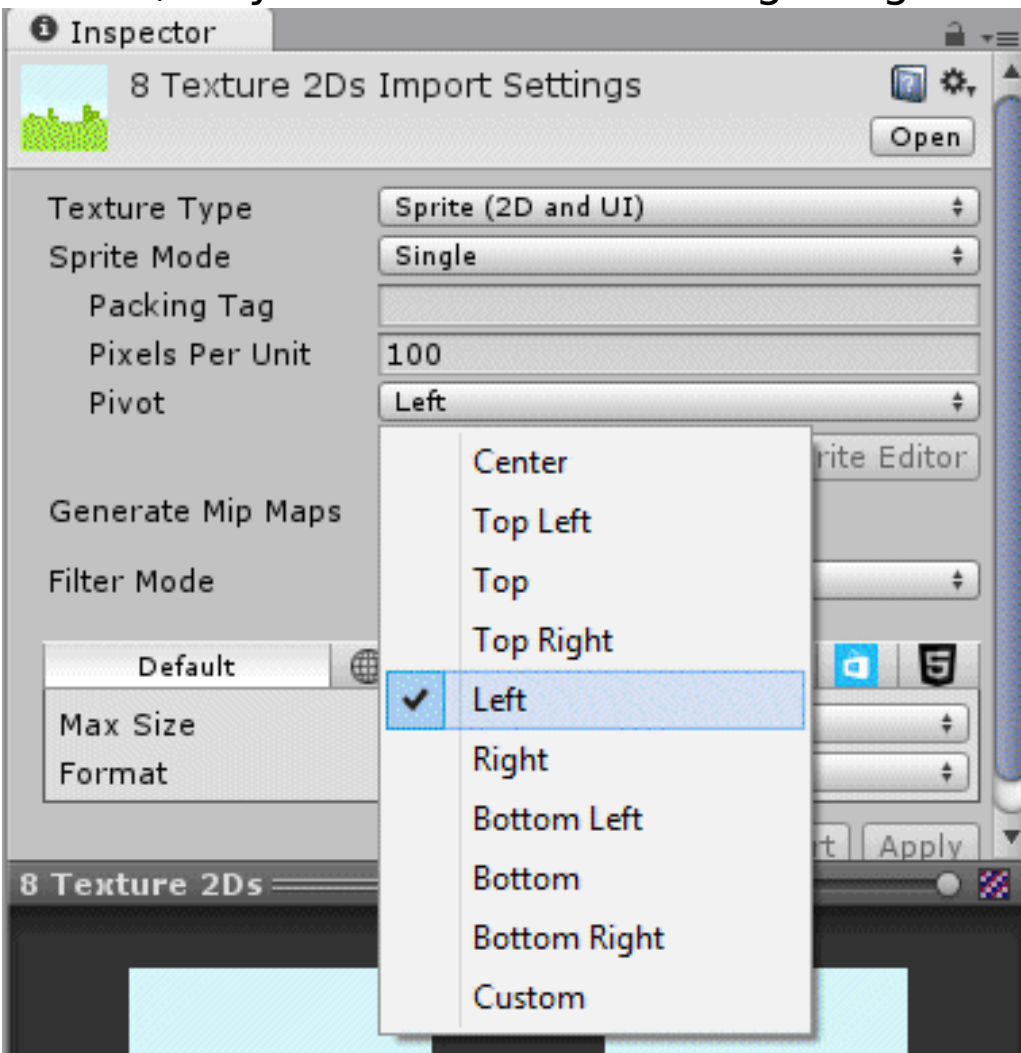 Inspector
8 Texture 2Ds Import Settings
Open
Texture Type Sprite (2D and UI)
Sprite Mode Single
Packing Tag
Pixels Per Unit 100
Pivot Left
Center
rite Editor
Generate Mip Maps
Top Left
Filter Mode
Top
Top Right
Default
Left
Max Size
Right
Format
Bottom Left
rt Apply
8 Texture 2Ds
Bottom
Bottom Right
Custom